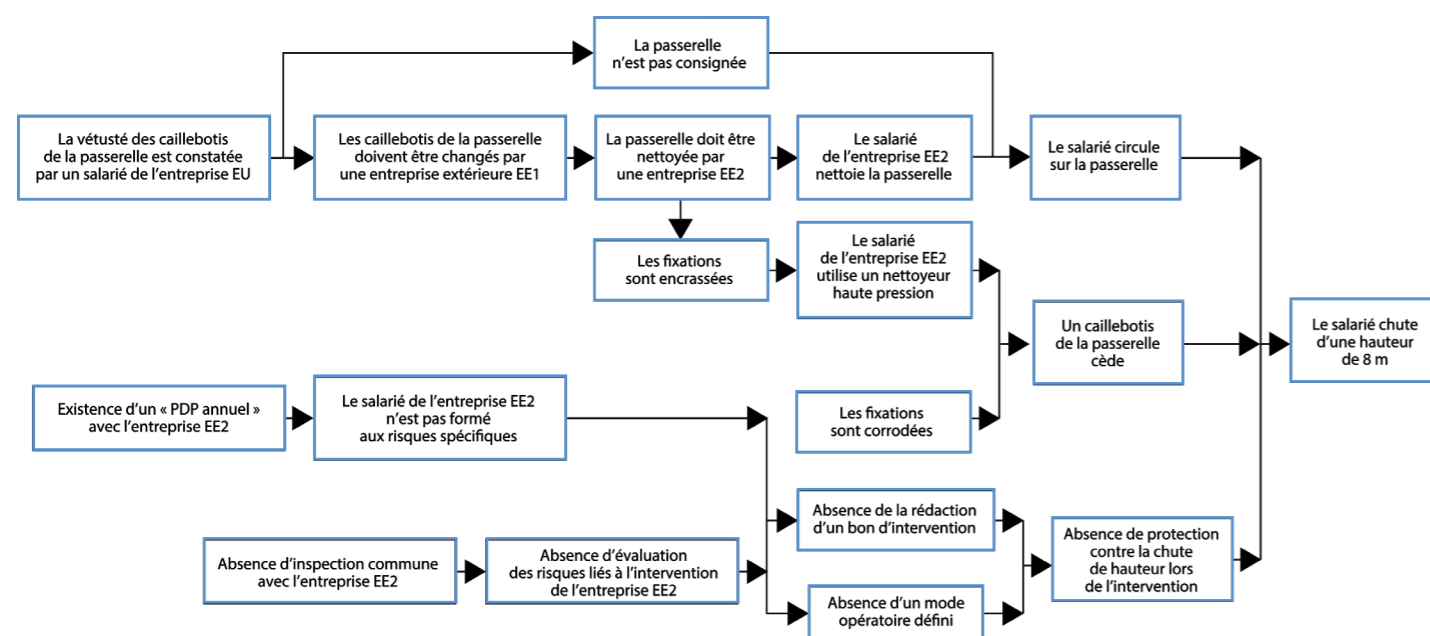 La passerelle
n'est pas consignée
La vétusté des caillebotis
de la passerelle est constatée
par un salarié de l'entreprise EU
Les caillebotis de la passerelle
doivent être changés par
une entreprise extérieure EE1
La passerelle doit être
nettoyée par
une entreprise EE2
Le salarié
de l'entreprise EE2
nettoie la passerelle
Le salarié circule
sur la passerelle
Les fixations
sont encrassées
Le salarié
de l'entreprise EE2
utilise un nettoyeur
haute pression
Un caillebotis
de la passerelle
cède
Le salarié chute
d'une hauteur
de 8 m
Existence d'un « PDP annuel »
avec l'entreprise EE2
Le salarié de l'entreprise EE2
n'est pas formé
aux risques spécifiques
Les fixations
sont corrodées
Absence de la rédaction
d'un bon d'intervention
Absence de protection
contre la chute
de hauteur lors
de l'intervention
Absence d'inspection commune
avec l'entreprise EE2
Absence d'évaluation
des risques liés à l'intervention
de l'entreprise EE2
Absence d'un mode
opératoire défini